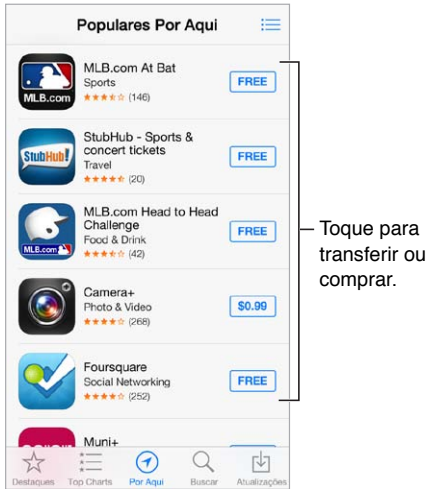 Populares Por Aqui
MLB.com
MLB.com At Bat
Sports
(146)
FREE
StubHub!
StubHub - Sports &
concert tickets
Travel
(20)
FREE
MLB.com
MLB.com Head to Head
Challenge
Food & Drink
(42)
FREE
Camera+
Photo & Video
(268)
$0.99
Foursquare
Social Networking
(252)
FREE
Muni+
Toque para
transferir ou
comprar.
Destaques
Top Charts
Por Aqui
Buscar
Atualizações